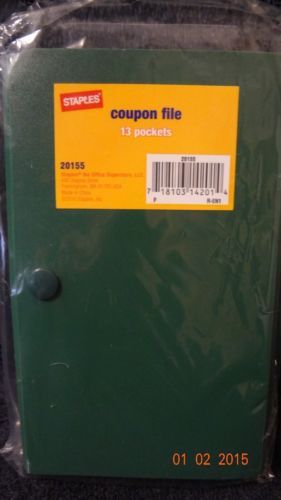 STAPLES
coupon file
13 pockets
20155
Staples® the Office Superstore, LLC
Framingham, MA 01702 USA
Made in China
20155
7 18103 14201 4
P R-EN1
01 02 2015